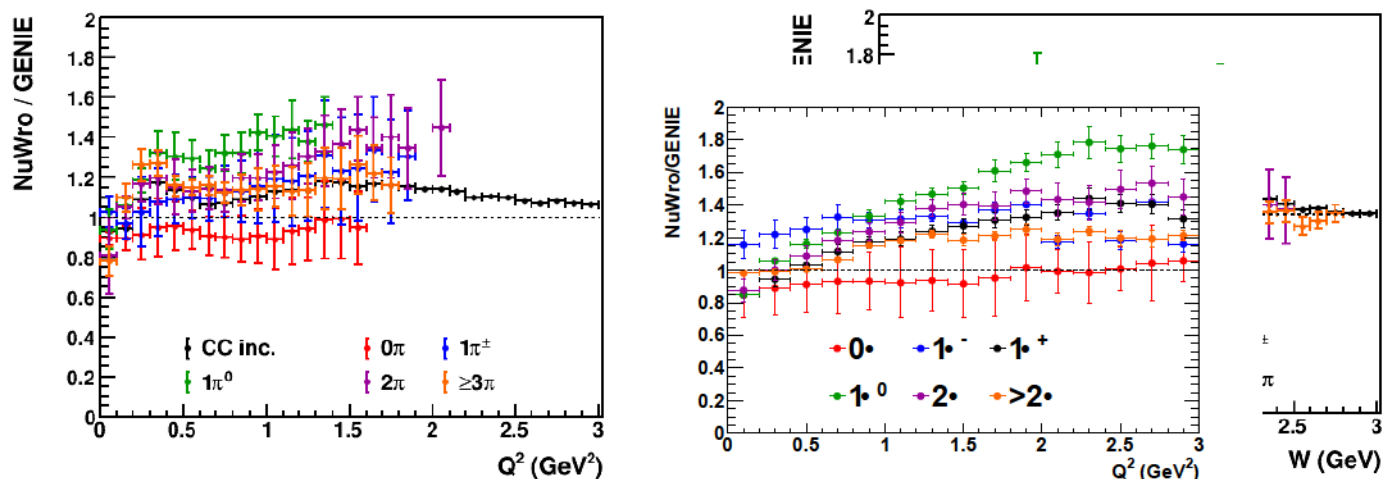 NuWro / GENIE
2
1.8
1.6
1.4
1.2
1
0.8
0.6
0.4
0.2
0
CC inc. 0π 1π±
1π⁰ 2π ≥3π
0 0.5 1 1.5 2 2.5 3
Q² (GeV²)
ENIE
2
1.8
NuWro/GENIE
2
1.8
1.6
1.4
1.2
1
0.8
0.6
0.4
0.2
0
0• 1•⁻ 1•⁺
1•⁰ 2• >2•
0 0.5 1 1.5 2 2.5 3
Q² (GeV²)
±
π
2.5 3
W (GeV)